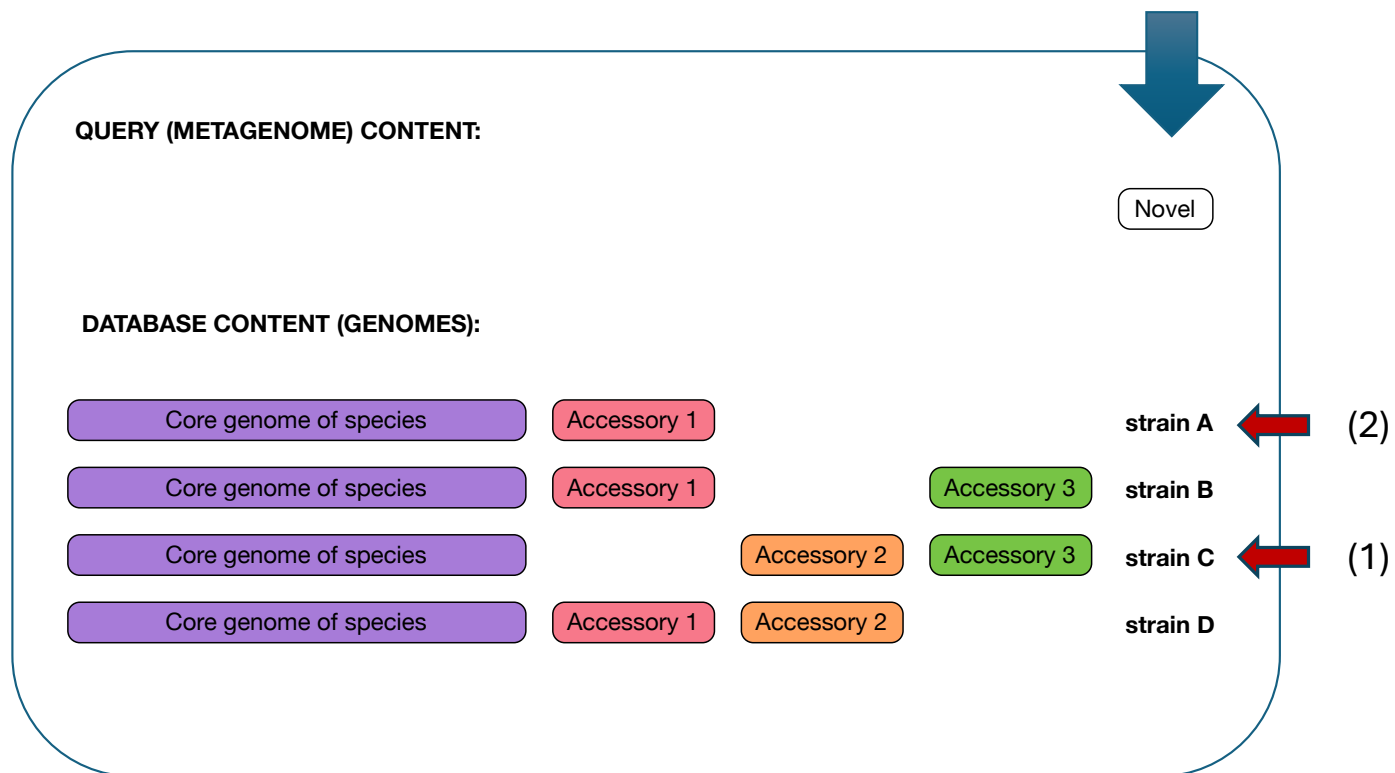 QUERY (METAGENOME) CONTENT:
Novel
DATABASE CONTENT (GENOMES):
Core genome of species Accessory 1 strain A (2)
Core genome of species Accessory 1 Accessory 3 strain B
Core genome of species Accessory 2 Accessory 3 strain C (1)
Core genome of species Accessory 1 Accessory 2 strain D